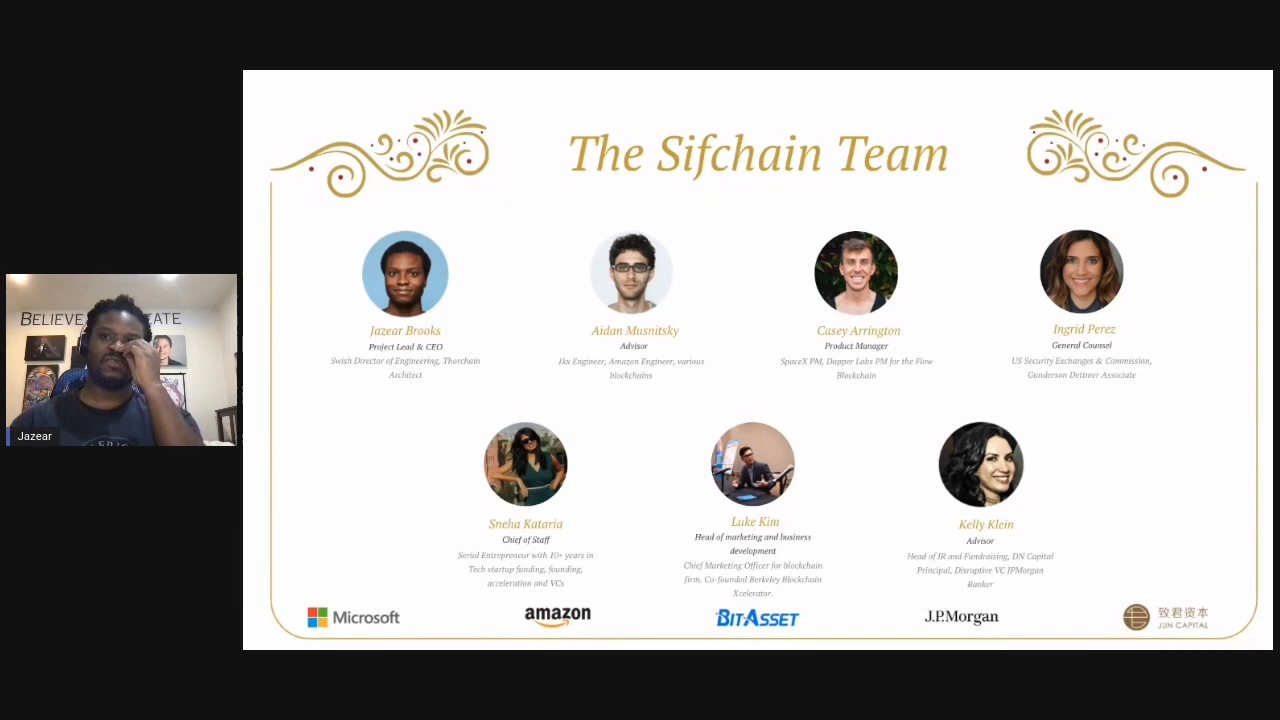 The Sifchain Team
Jazear Brooks
Project Lead & CEO
Swish Director of Engineering, Thorchain
Architect
Aidan Musnitsky
Advisor
1kx Engineer, Amazon Engineer, various
blockchains
Casey Arrington
Product Manager
SpaceX PM, Dapper Labs PM for the Flow
Blockchain
Ingrid Perez
General Counsel
US Security Exchanges & Commission,
Gunderson Dettmer Associate
BELIEVE
Jazear
Sneha Kataria
Chief of Staff
Serial Entrepreneur with 10+ years in
Tech startup funding, founding,
acceleration and VCs
Luke Kim
Head of marketing and business
development
Chief Marketing Officer for blockchain
firm. Co-founded Berkeley Blockchain
Xcelerator.
Kelly Klein
Advisor
Head of IR and Fundraising, DN Capital
Principal, Disruptive VC JPMorgan
Banker
Microsoft
amazon
BITASSET
J.P.Morgan
致君资本
JUN CAPITAL